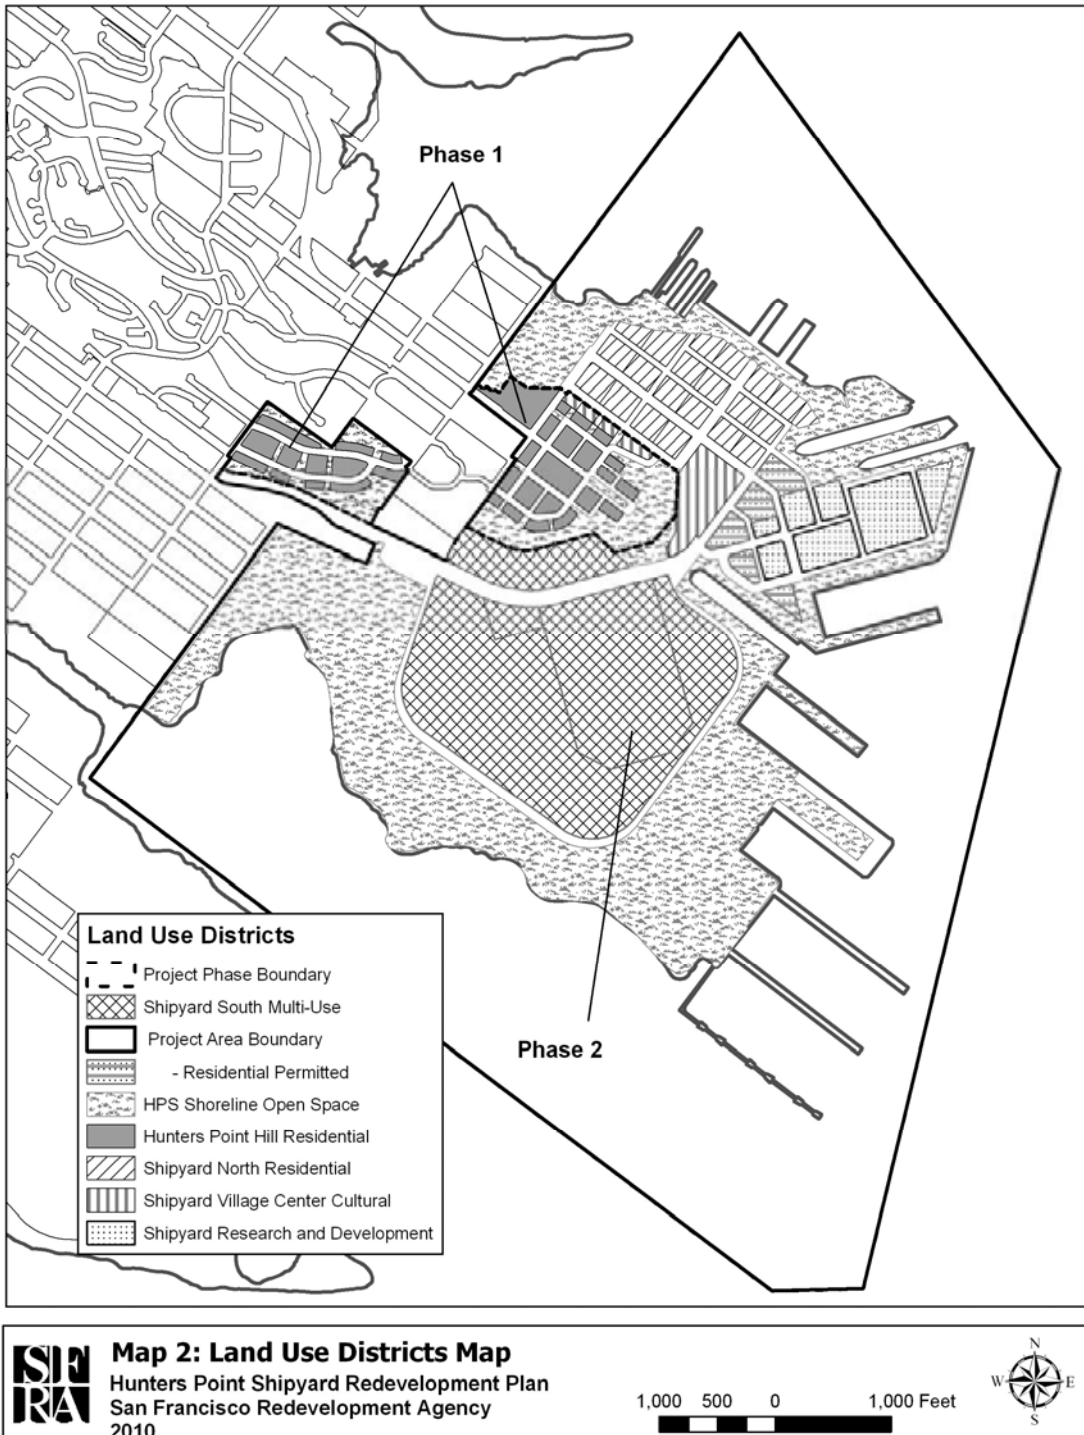 Phase 1
Phase 2
Land Use Districts
Project Phase Boundary
Shipyard South Multi-Use
Project Area Boundary
- Residential Permitted
HPS Shoreline Open Space
Hunters Point Hill Residential
Shipyard North Residential
Shipyard Village Center Cultural
Shipyard Research and Development
SF
RA
Map 2: Land Use Districts Map
Hunters Point Shipyard Redevelopment Plan
San Francisco Redevelopment Agency
2010
1,000 500 0 1,000 Feet
N
W E
S